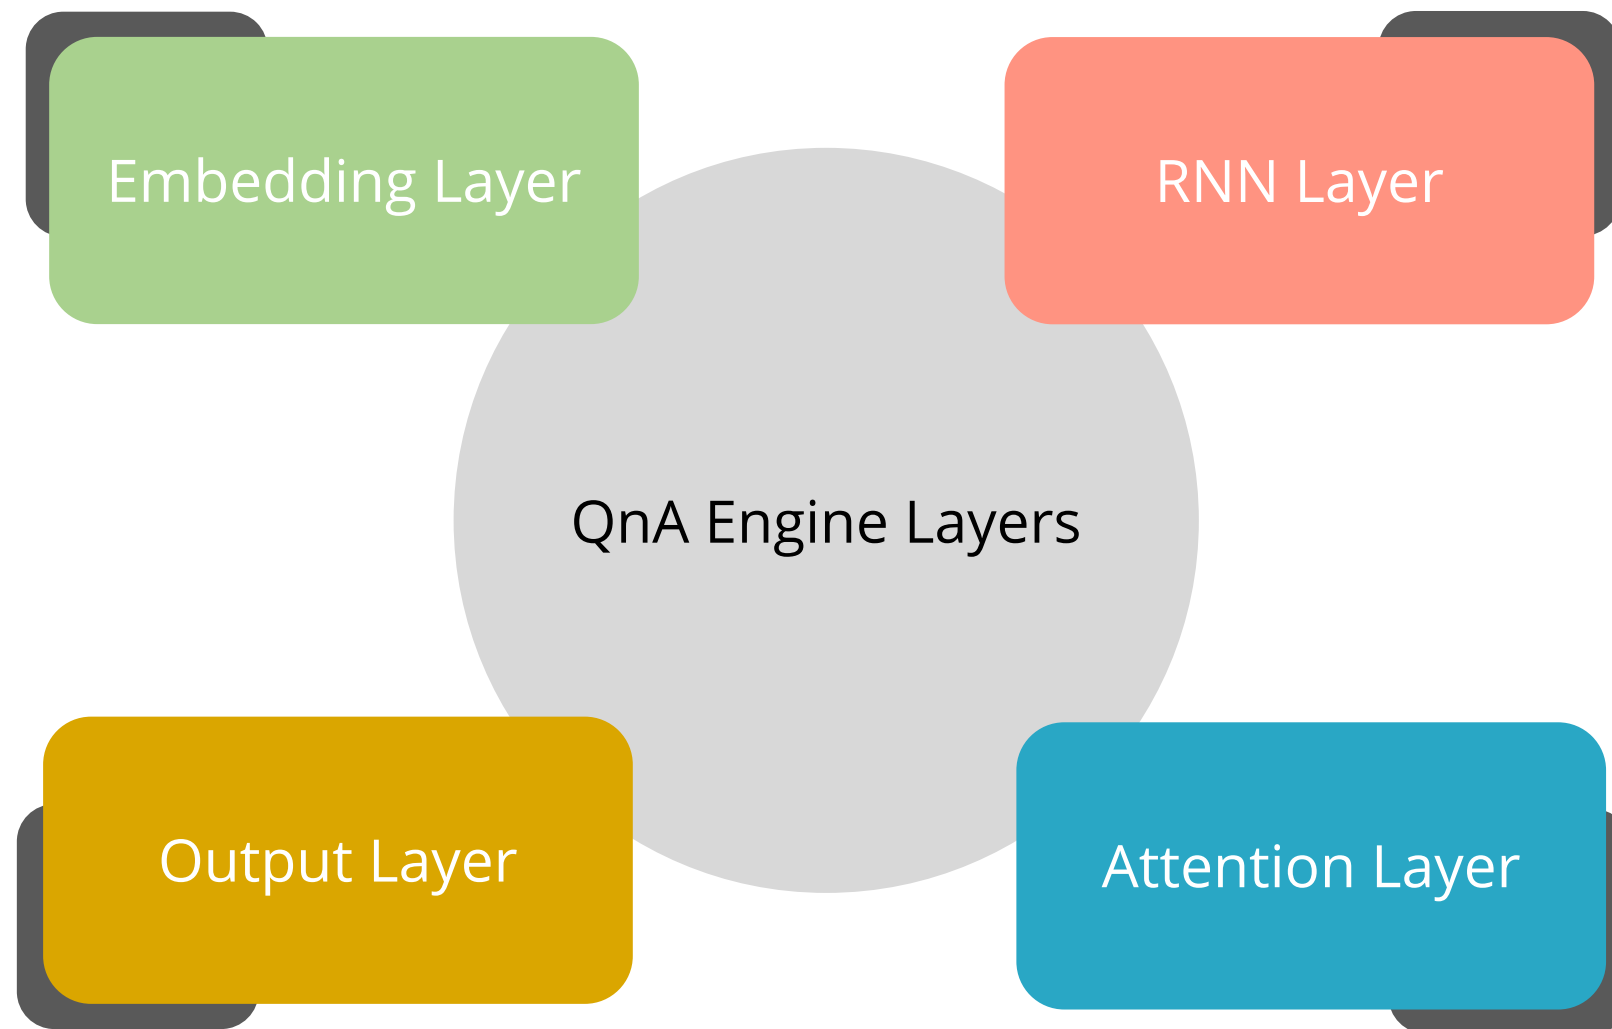 Embedding Layer
RNN Layer
QnA Engine Layers
Output Layer
Attention Layer